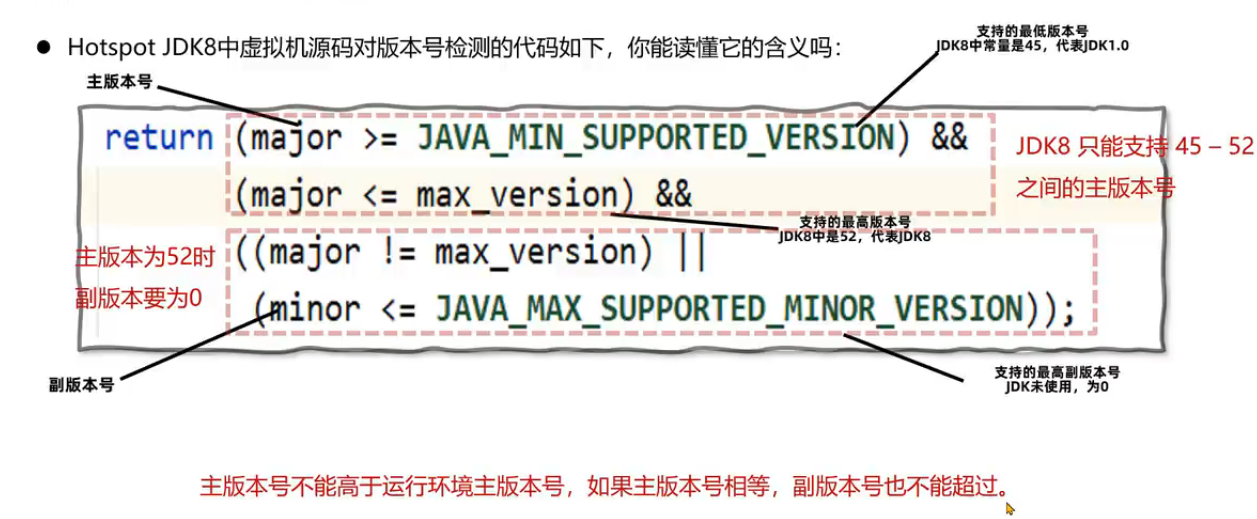 ● Hotspot JDK8中虚拟机源码对版本号检测的代码如下，你能读懂它的含义吗：
支持的最低版本号
JDK8中常量是45，代表JDK1.0
主版本号
return (major >= JAVA_MIN_SUPPORTED_VERSION) &&
(major <= max_version) &&
JDK8 只能支持 45 – 52
之间的主版本号
支持的最高版本号
JDK8中是52，代表JDK8
主版本为52时
副版本要为0
((major != max_version) ||
(minor <= JAVA_MAX_SUPPORTED_MINOR_VERSION));
副版本号
支持的最高副版本号
JDK未使用，为0
主版本号不能高于运行环境主版本号，如果主版本号相等，副版本号也不能超过。